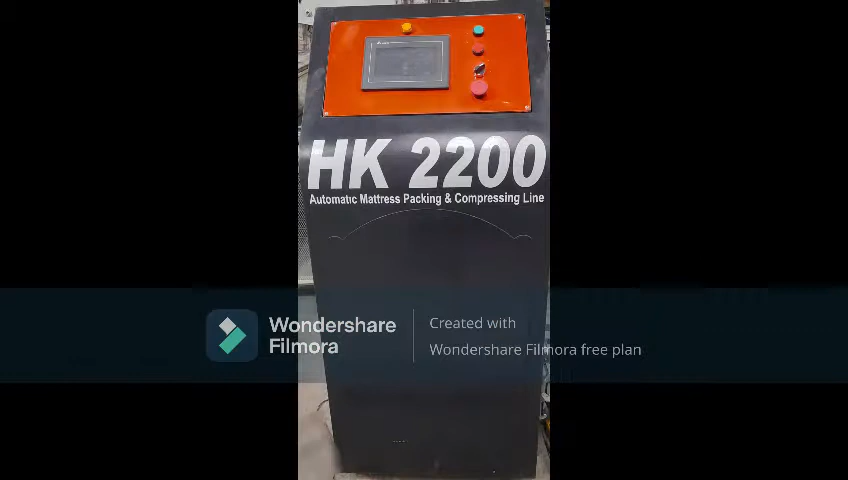 HK 2200
Automatic Mattress Packing & Compressing Line
Wondershare
Filmora
Created with
Wondershare Filmora free plan